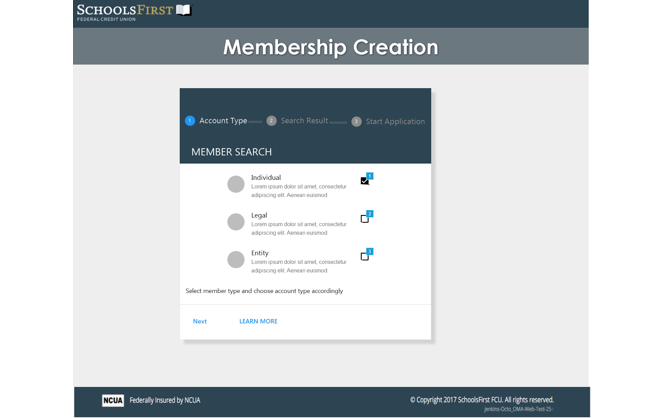 SCHOOLSFIRST
FEDERAL CREDIT UNION
Membership Creation
1 Account Type 2 Search Result 3 Start Application
MEMBER SEARCH
Individual 1
Lorem ipsum dolor sit amet, consectetur
adipiscing elit. Aenean euismod
Legal 2
Lorem ipsum dolor sit amet, consectetur
adipiscing elit. Aenean euismod
Entity 3
Lorem ipsum dolor sit amet, consectetur
adipiscing elit. Aenean euismod
Select member type and choose account type accordingly
Next LEARN MORE
NCUA Federally Insured by NCUA © Copyright 2017 SchoolsFirst FCU. All rights reserved.
Jenkins-Octo_OMA-Web-Test-25-